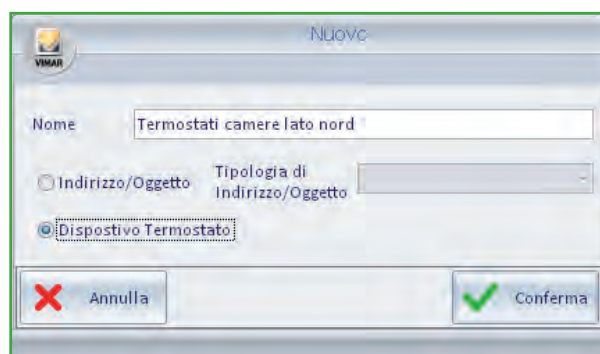 Nuovo
VIMAR
Nome Termostati camere lato nord
Indirizzo/Oggetto Tipologia di Indirizzo/Oggetto
Dispostivo Termostato
Annulla Conferma